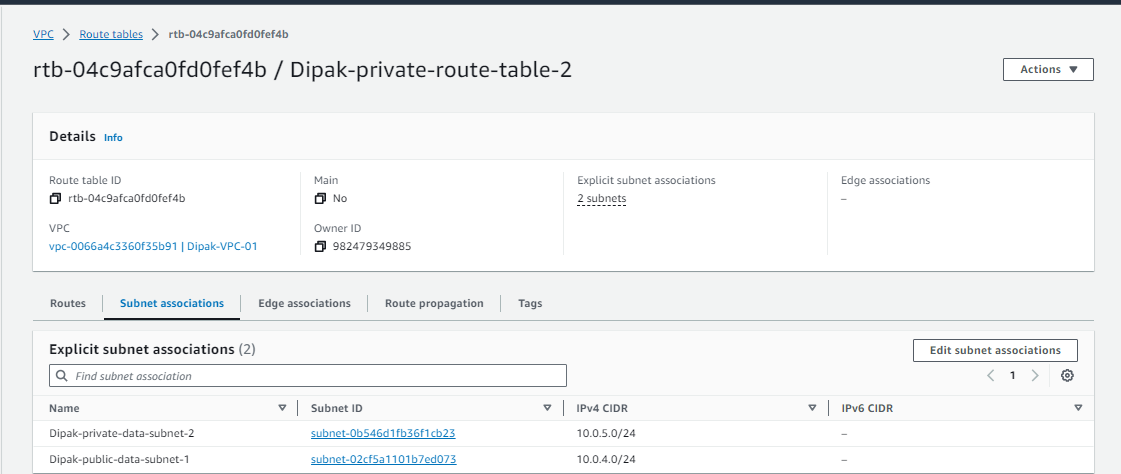 VPC > Route tables > rtb-04c9afca0fd0fef4b
rtb-04c9afca0fd0fef4b / Dipak-private-route-table-2
Actions
Details Info
Route table ID
rtb-04c9afca0fd0fef4b
Main
No
Explicit subnet associations
2 subnets
Edge associations
–
VPC
vpc-0066a4c3360f35b91 | Dipak-VPC-01
Owner ID
982479349885
Routes Subnet associations Edge associations Route propagation Tags
Explicit subnet associations (2)
Edit subnet associations
Find subnet association
1
Name Subnet ID IPv4 CIDR IPv6 CIDR
Dipak-private-data-subnet-2 subnet-0b546d1fb36f1cb23 10.0.5.0/24 –
Dipak-public-data-subnet-1 subnet-02cf5a1101b7ed073 10.0.4.0/24 –